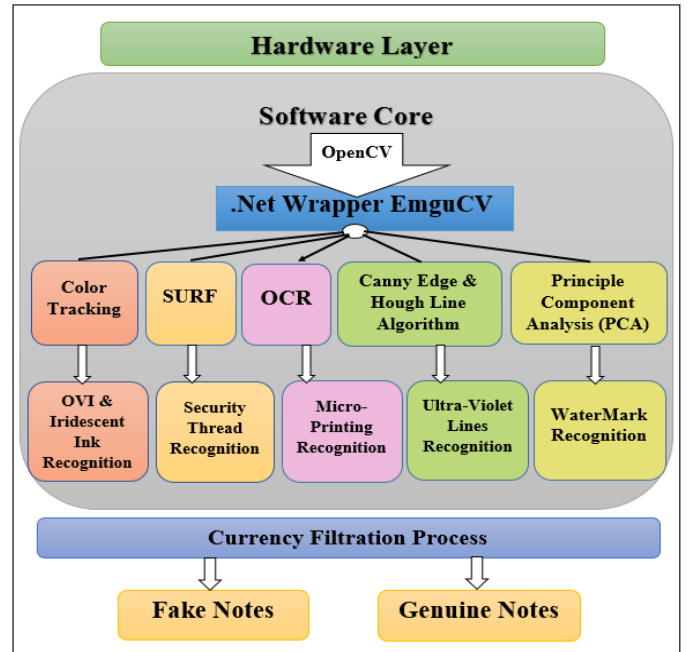 Hardware Layer
Software Core
OpenCV
.Net Wrapper EmguCV
Color
Tracking
SURF
OCR
Canny Edge &
Hough Line
Algorithm
Principle
Component
Analysis (PCA)
OVI &
Iridescent
Ink
Recognition
Security
Thread
Recognition
Micro-
Printing
Recognition
Ultra-Violet
Lines
Recognition
WaterMark
Recognition
Currency Filtration Process
Fake Notes
Genuine Notes